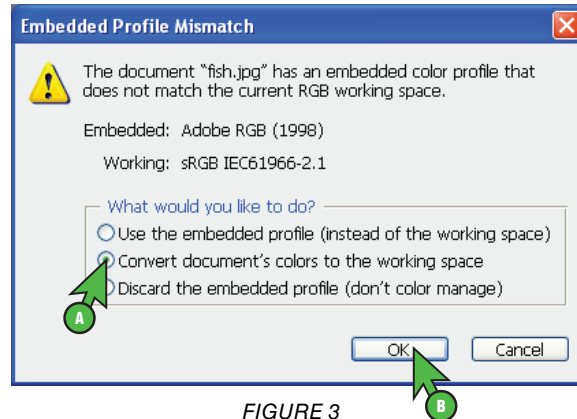 Embedded Profile Mismatch
The document "fish.jpg" has an embedded color profile that
does not match the current RGB working space.
Embedded: Adobe RGB (1998)
Working: sRGB IEC61966-2.1
What would you like to do?
Use the embedded profile (instead of the working space)
Convert document's colors to the working space
Discard the embedded profile (don't color manage)
A
OK Cancel
B
FIGURE 3